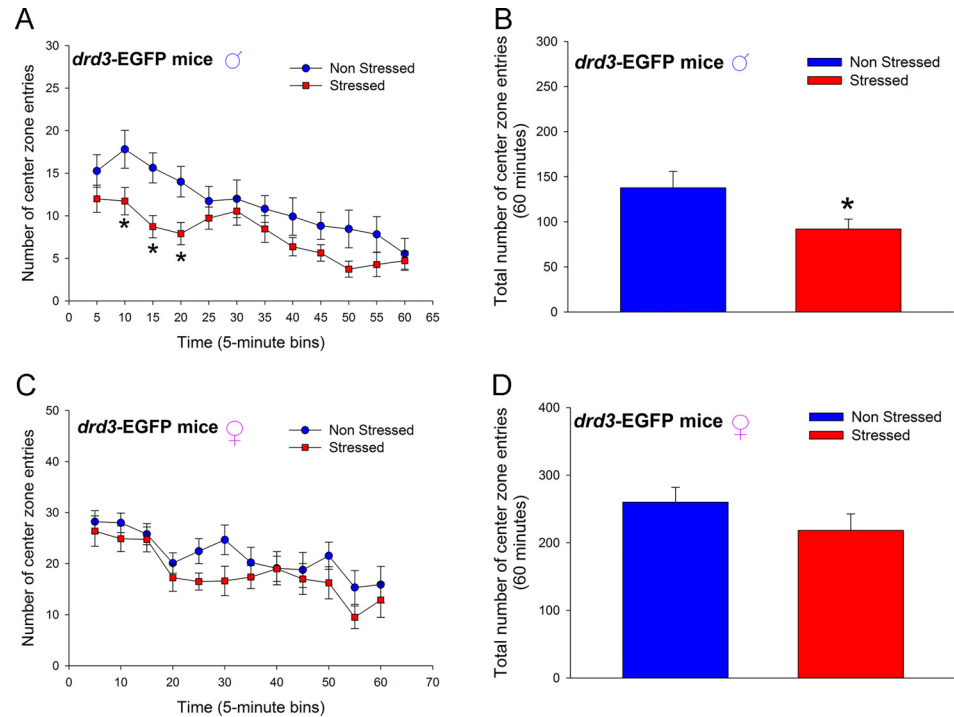 A
drd3-EGFP mice ♂
Non Stressed
Stressed
Number of center zone entries
30
25
20
15
10
5
0
*
*
*
0 5 10 15 20 25 30 35 40 45 50 55 60 65
Time (5-minute bins)
B
drd3-EGFP mice ♂
Non Stressed
Stressed
Total number of center zone entries
(60 minutes)
300
250
200
150
100
50
0
*
C
drd3-EGFP mice ♀
Non Stressed
Stressed
Number of center zone entries
50
40
30
20
10
0
0 10 20 30 40 50 60 70
Time (5-minute bins)
D
drd3-EGFP mice ♀
Non Stressed
Stressed
Total number of center zone entries
(60 minutes)
400
300
200
100
0